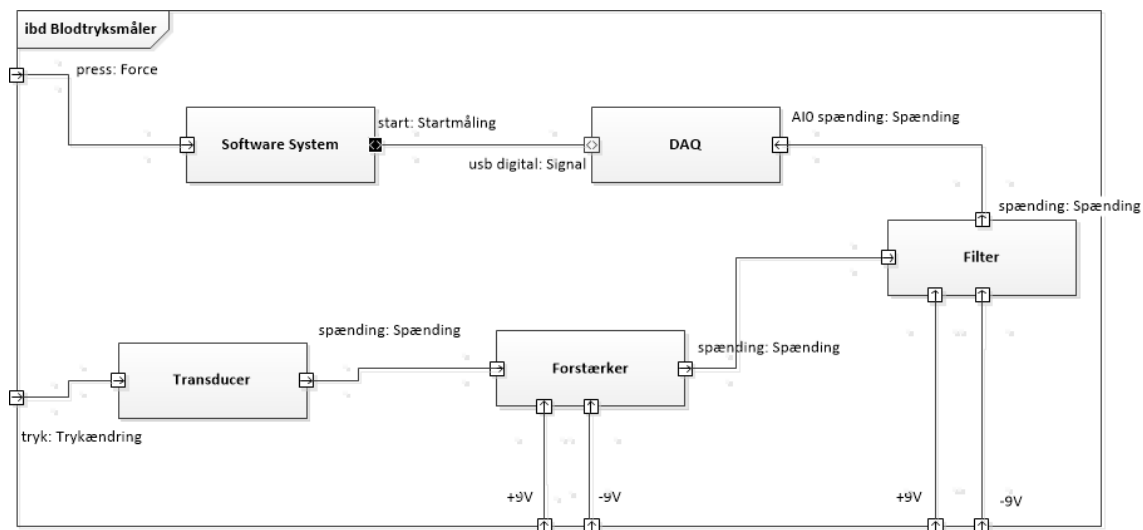 ibd Blodtryksmåler
press: Force
Software System
start: Startmåling
usb digital: Signal
DAQ
AI0 spænding: Spænding
spænding: Spænding
Filter
spænding: Spænding
Transducer
Forstærker
spænding: Spænding
tryk: Trykændring
+9V
-9V
+9V
-9V